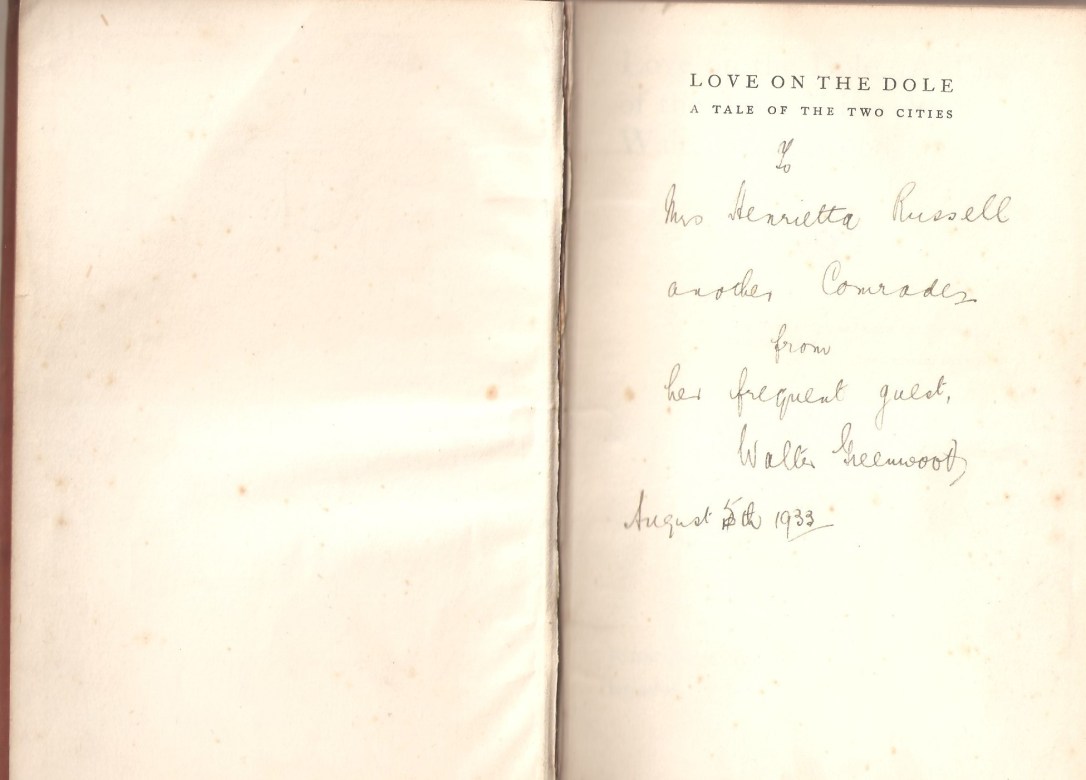 LOVE ON THE DOLE
A TALE OF THE TWO CITIES
To
Mrs Henrietta Russell
another Comrade,
from
her frequent guest,
Walter Greenwood,
August 5th 1933